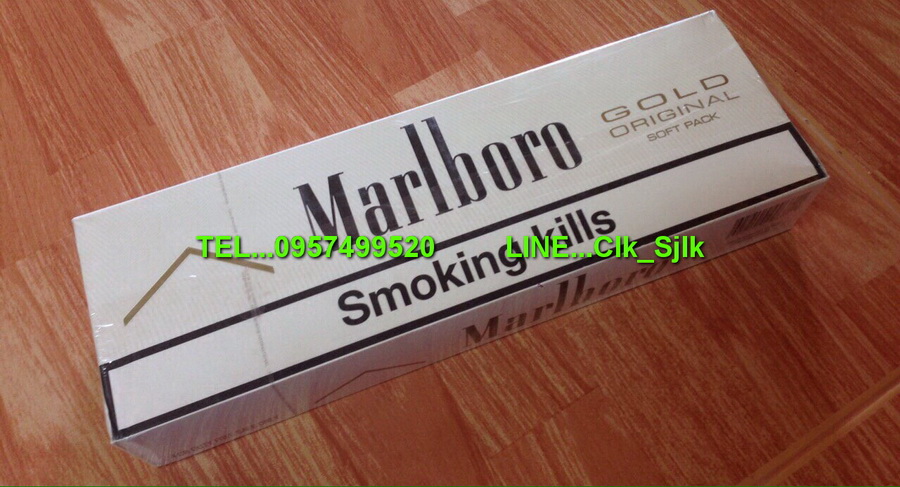 GOLD
ORIGINAL
SOFT PACK
Marlboro
TEL...0957499520 LINE...Clk_Sjlk
Smoking kills
Marlboro